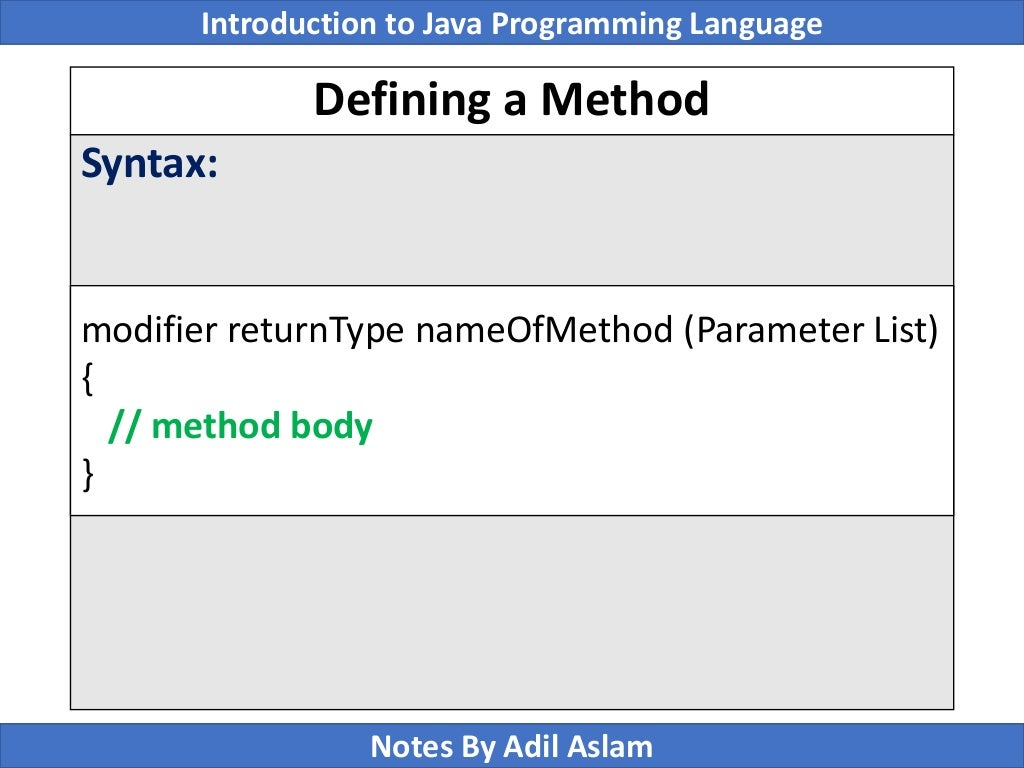 Introduction to Java Programming Language
Defining a Method
Syntax:
modifier returnType nameOfMethod (Parameter List)
{
// method body
}
Notes By Adil Aslam